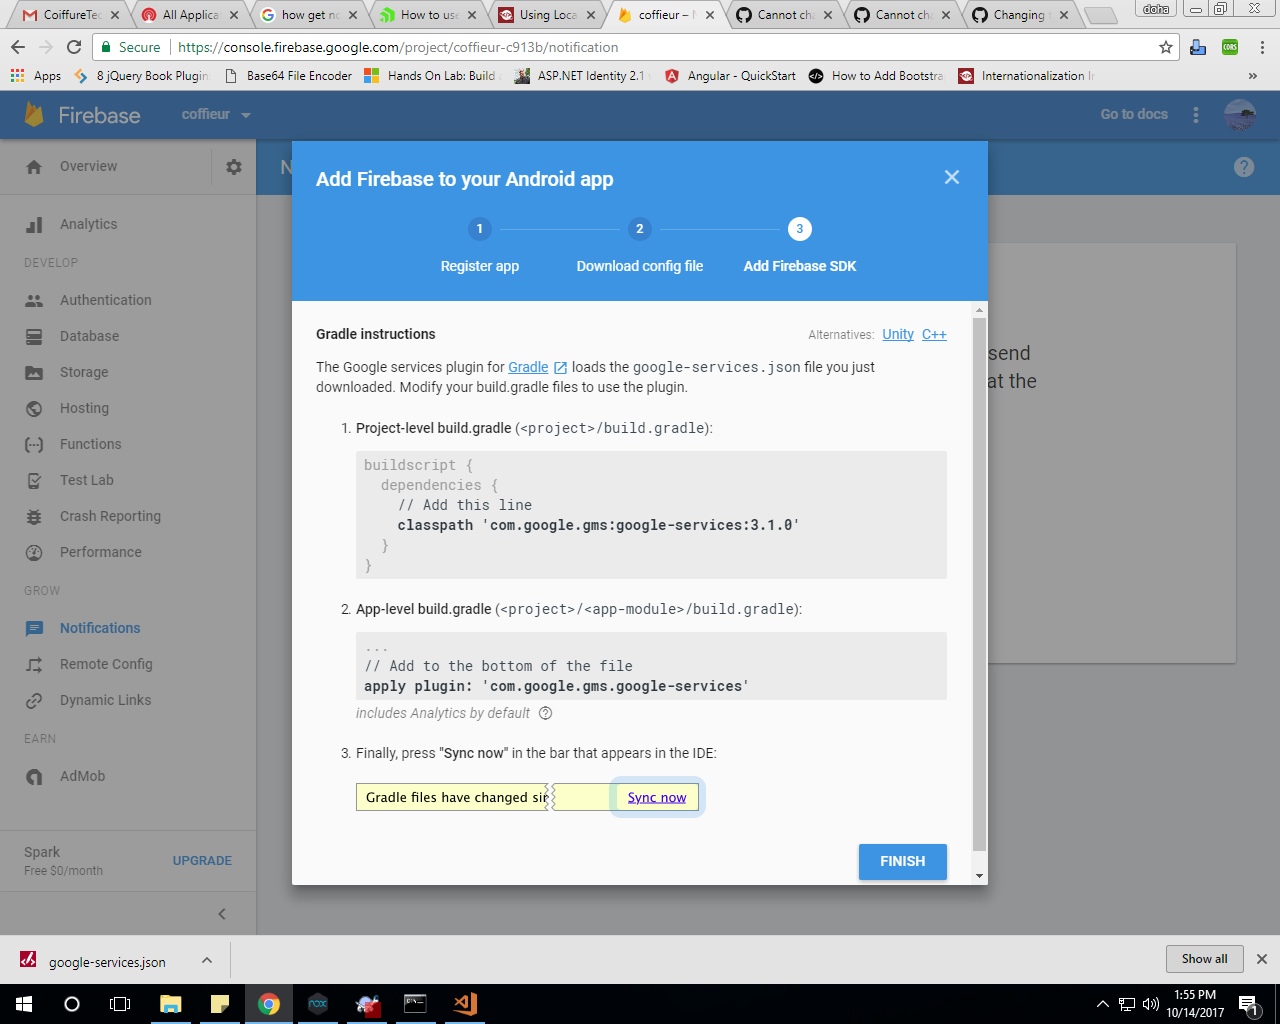 CoiffureTec
All Applica
how get no
How to use
Using Loca
coffieur – N
Cannot cha
Cannot cha
Changing
doha
Secure
https://console.firebase.google.com/project/coffieur-c913b/notification
CORS
Apps
8 jQuery Book Plugin
Base64 File Encoder
Hands On Lab: Build
ASP.NET Identity 2.1
Angular - QuickStart
How to Add Bootstra
Internationalization In
»
Firebase
coffieur
Go to docs
Overview
N
Analytics
DEVELOP
Authentication
Database
Storage
Hosting
Functions
Test Lab
Crash Reporting
Performance
GROW
Notifications
Remote Config
Dynamic Links
EARN
AdMob
Spark
Free $0/month
UPGRADE
send
at the
Add Firebase to your Android app
1
2
3
Register app
Download config file
Add Firebase SDK
Gradle instructions
Alternatives: Unity C++
The Google services plugin for Gradle loads the google-services.json file you just
downloaded. Modify your build.gradle files to use the plugin.
1. Project-level build.gradle (<project>/build.gradle):
buildscript {
dependencies {
// Add this line
classpath 'com.google.gms:google-services:3.1.0'
}
}
2. App-level build.gradle (<project>/<app-module>/build.gradle):
...
// Add to the bottom of the file
apply plugin: 'com.google.gms.google-services'
includes Analytics by default
3. Finally, press "Sync now" in the bar that appears in the IDE:
Gradle files have changed sin
Sync now
FINISH
google-services.json
Show all
nox
1:55 PM
10/14/2017
1